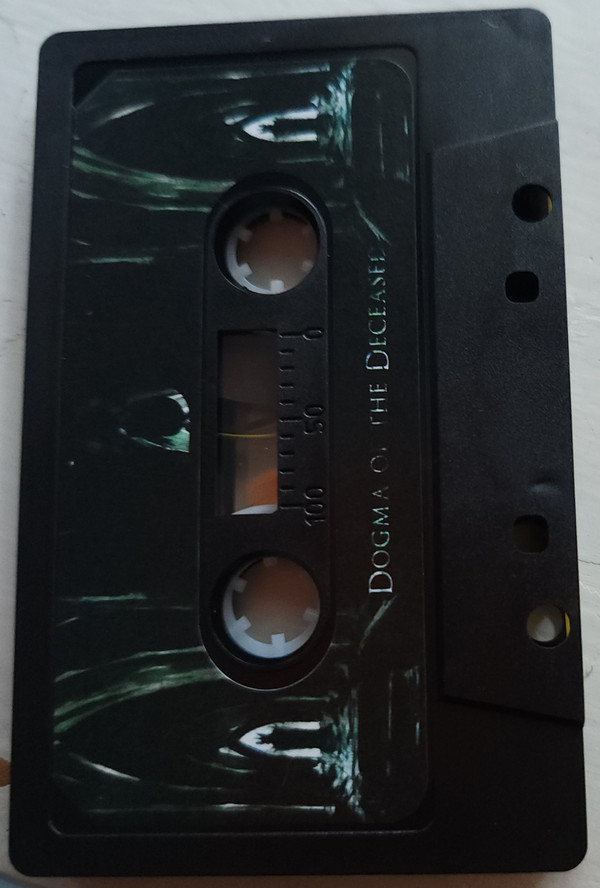 DOGMA OF THE DECEASED
0 50 100